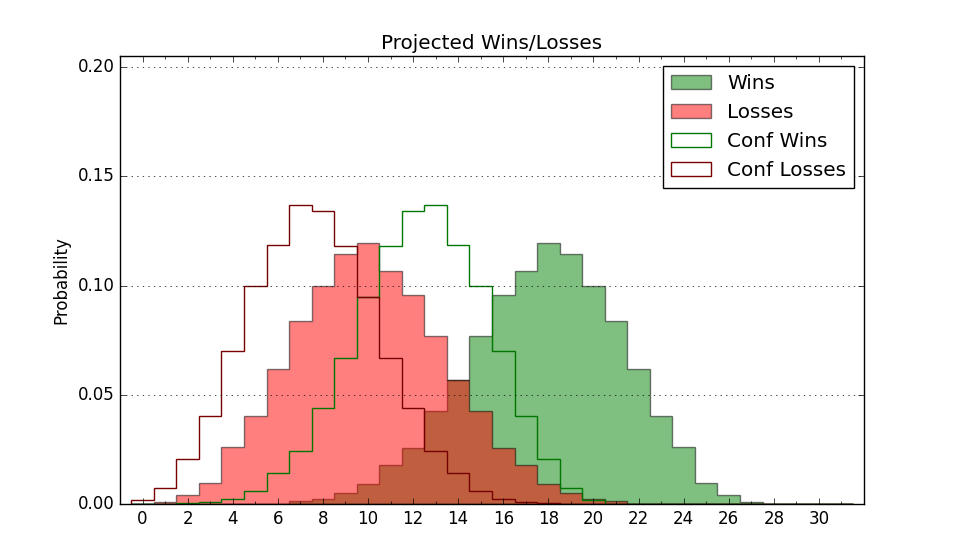 Projected Wins/Losses
0.20
0.15
0.10
0.05
0.00
Probability
Wins
Losses
Conf Wins
Conf Losses
0 2 4 6 8 10 12 14 16 18 20 22 24 26 28 30